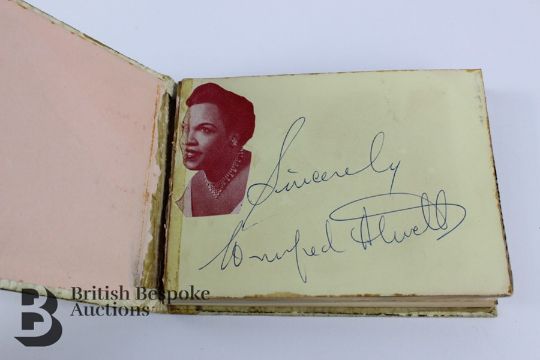 Sincerely
Winifred Atwell
British Bespoke
Auctions